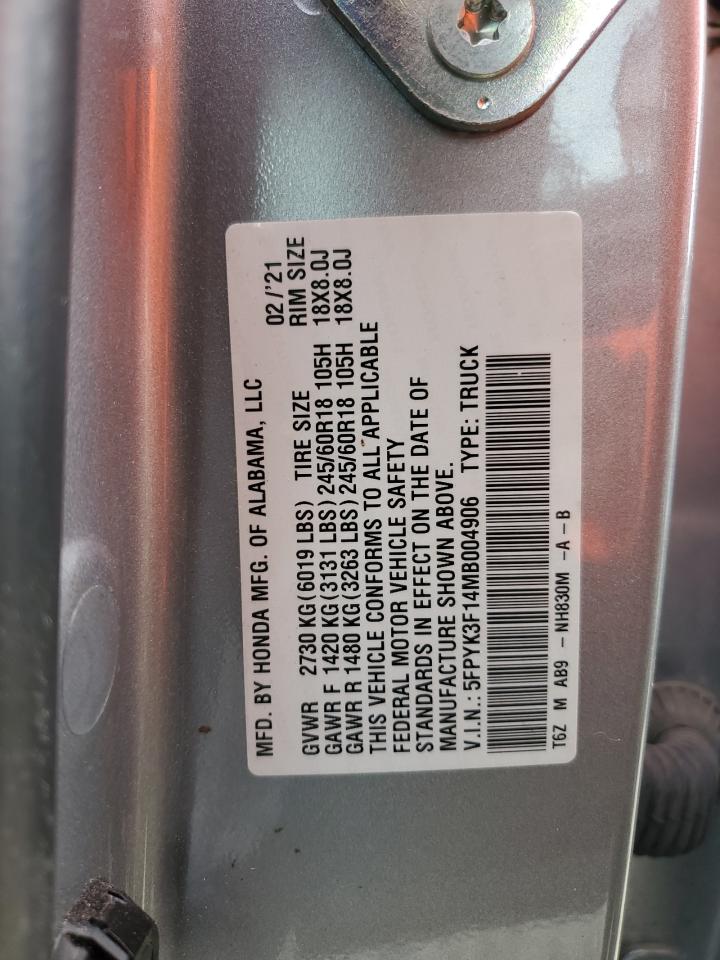 MFD. BY HONDA MFG. OF ALABAMA, LLC 02/'21
GVWR 2730 KG(6019 LBS) TIRE SIZE RIM SIZE
GAWR F 1420 KG(3131 LBS)245/60R18 105H 18X8.0J
GAWR R 1480 KG(3263 LBS)245/60R18 105H 18X8.0J
THIS VEHICLE CONFORMS TO ALL APPLICABLE
FEDERAL MOTOR VEHICLE SAFETY
STANDARDS IN EFFECT ON THE DATE OF
MANUFACTURE SHOWN ABOVE.
V.I.N.: 5FPYK3F14MB004906 TYPE: TRUCK
T6Z M AB9 - NH830M -A -B